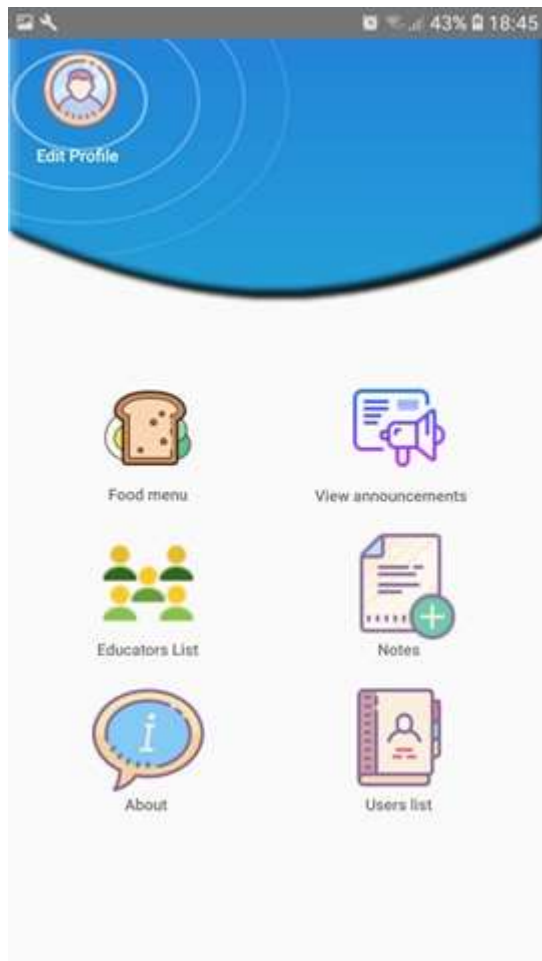 43% 18:45
Edit Profile
Food menu
View announcements
Educators List
Notes
i
About
Users list